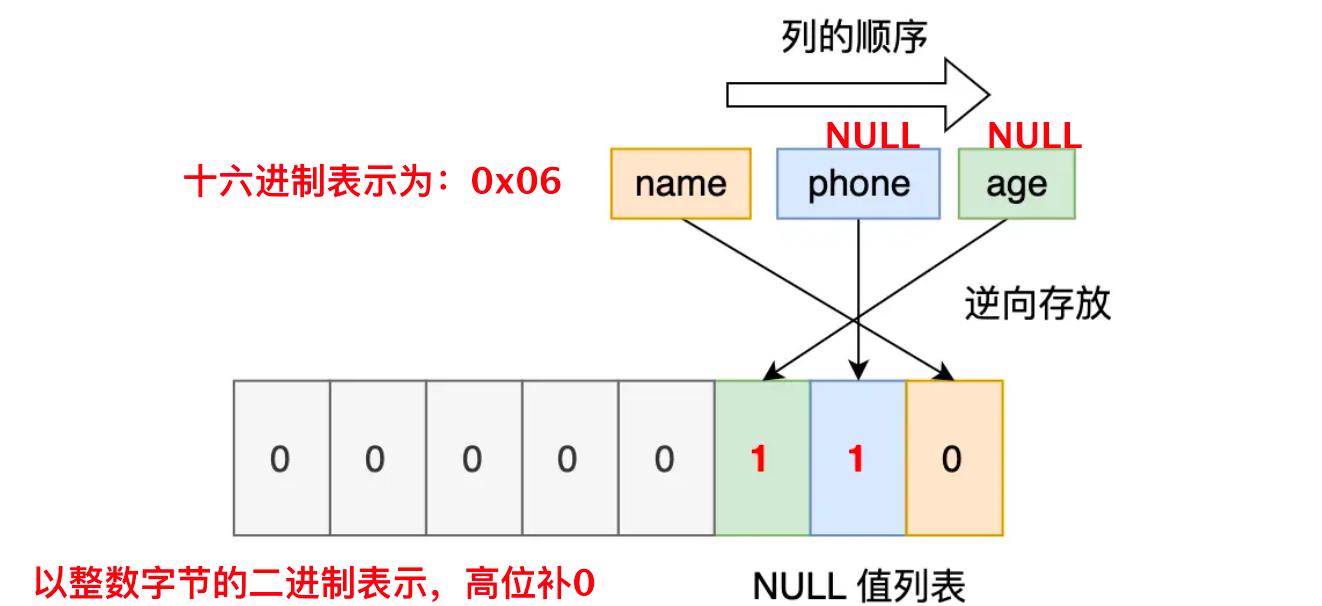 列的顺序
NULL NULL
十六进制表示为：0x06
name phone age
逆向存放
0 0 0 0 0 1 1 0
以整数字节的二进制表示，高位补0
NULL 值列表